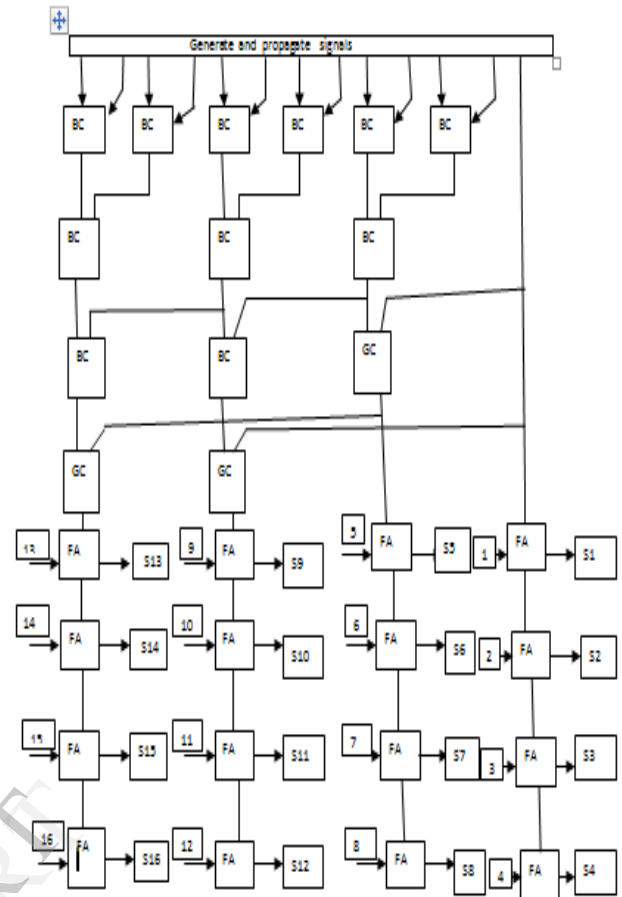 Generate and propagate signals
BC BC BC BC BC BC
BC BC BC
BC BC GC
GC GC
13 FA S13 9 FA S9 5 FA S5 1 FA S1
14 FA S14 10 FA S10 6 FA S6 2 FA S2
15 FA S15 11 FA S11 7 FA S7 3 FA S3
16 FA S16 12 FA S12 8 FA S8 4 FA S4